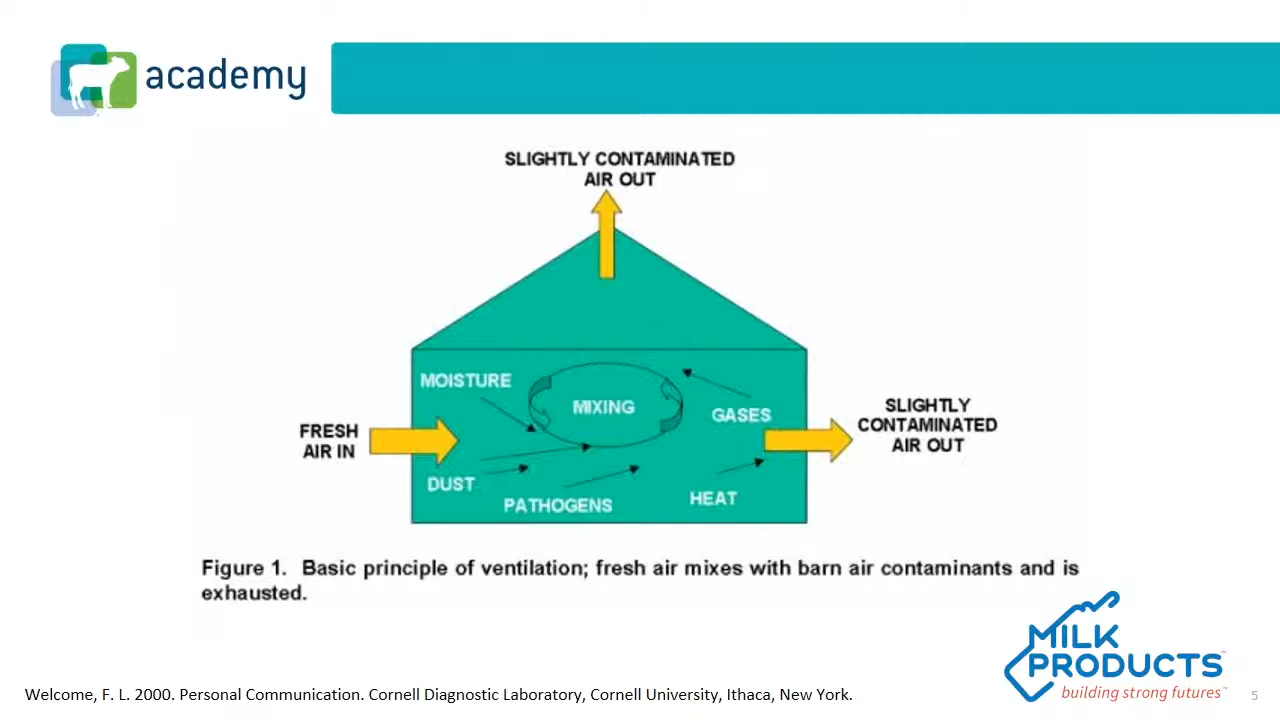 academy
SLIGHTLY CONTAMINATED
AIR OUT
MOISTURE
MIXING
GASES
FRESH
AIR IN
SLIGHTLY
CONTAMINATED
AIR OUT
DUST
PATHOGENS
HEAT
Figure 1. Basic principle of ventilation; fresh air mixes with barn air contaminants and is
exhausted.
MILK
PRODUCTS™
building strong futures™
Welcome, F. L. 2000. Personal Communication. Cornell Diagnostic Laboratory, Cornell University, Ithaca, New York.
5